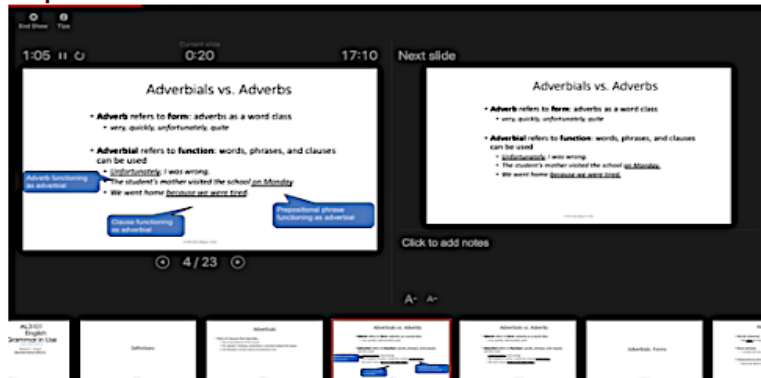 End Show Tips
1:05
Current slide
0:20
17:10
Next slide
Adverbials vs. Adverbs
• Adverb refers to form: adverbs as a word class
• very, quickly, unfortunately, quite
• Adverbial refers to function: words, phrases, and clauses
can be used
• Unfortunately, I was wrong.
• The student's mother visited the school on Monday.
• We went home because we were tired.
Adverb functioning
as adverbial
Clause functioning
as adverbial
Prepositional phrase
functioning as adverbial
4/23
Adverbials vs. Adverbs
• Adverb refers to form: adverbs as a word class
• very, quickly, unfortunately, quite
• Adverbial refers to function: words, phrases, and clauses
can be used
• Unfortunately, I was wrong.
• The student's mother visited the school on Monday.
• We went home because we were tired.
Click to add notes
A A
AL3101
English
Grammar in Use
Definitions
Adverbials
Adverbials vs. Adverbs
Adverbials vs. Adverbs
Adverbials: Forms